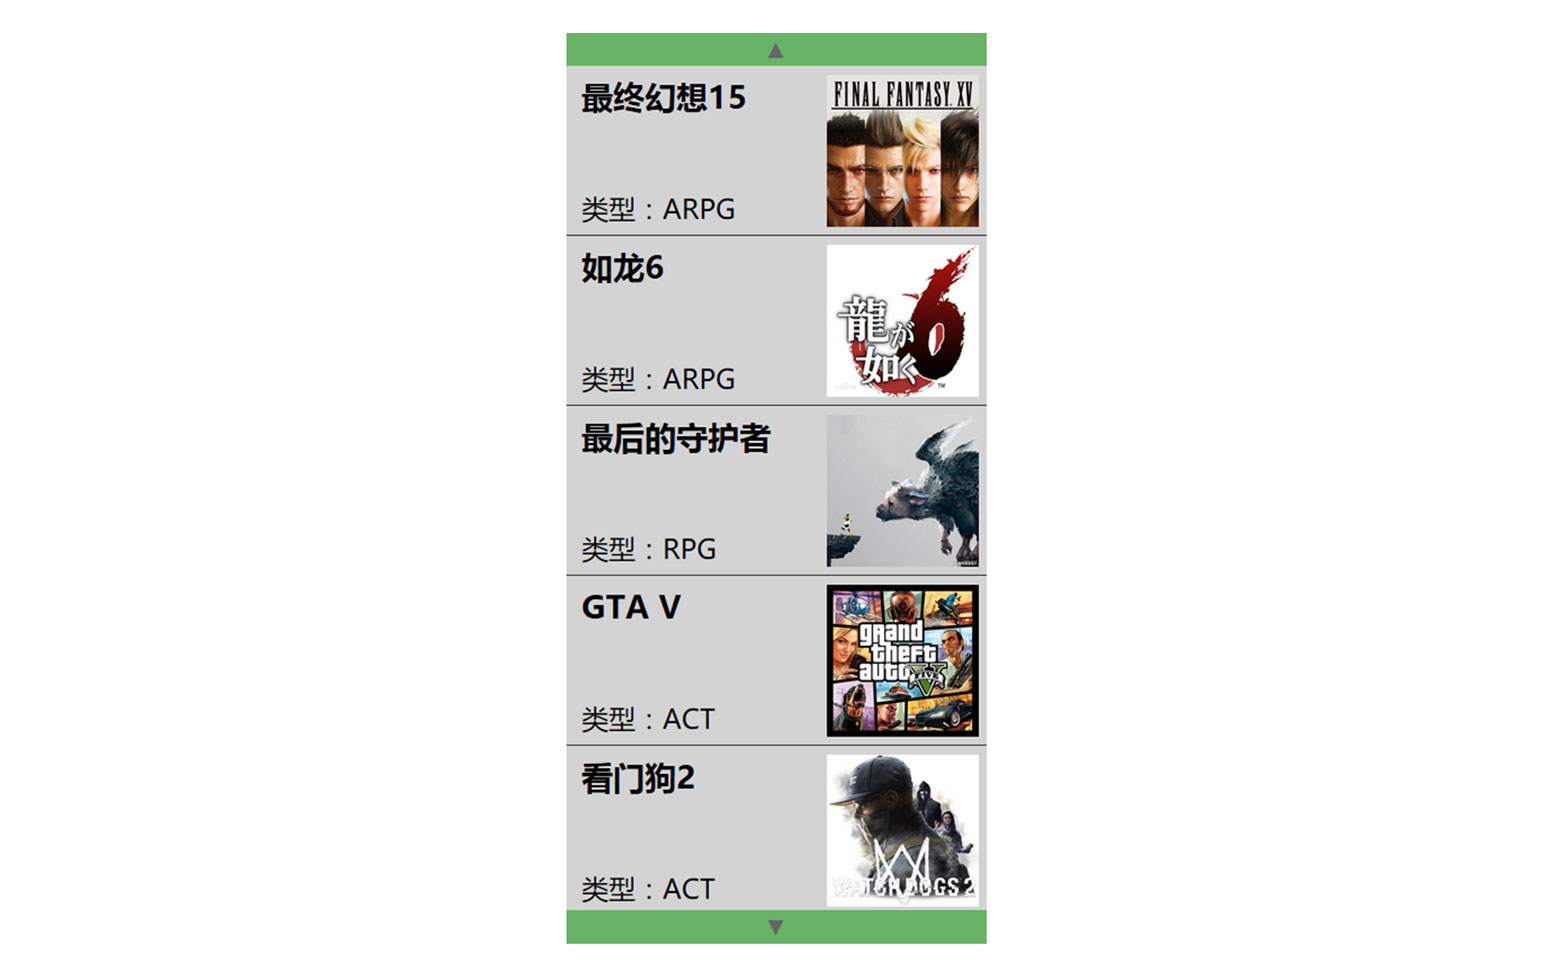 ▲
最终幻想15
FINAL FANTASY XV
类型：ARPG
如龙6
6
龍が
如く
TM
类型：ARPG
最后的守护者
类型：RPG
GTA V
grand
theft
auto
V
FIVE
类型：ACT
看门狗2
WATCH DOGS 2
类型：ACT
▼